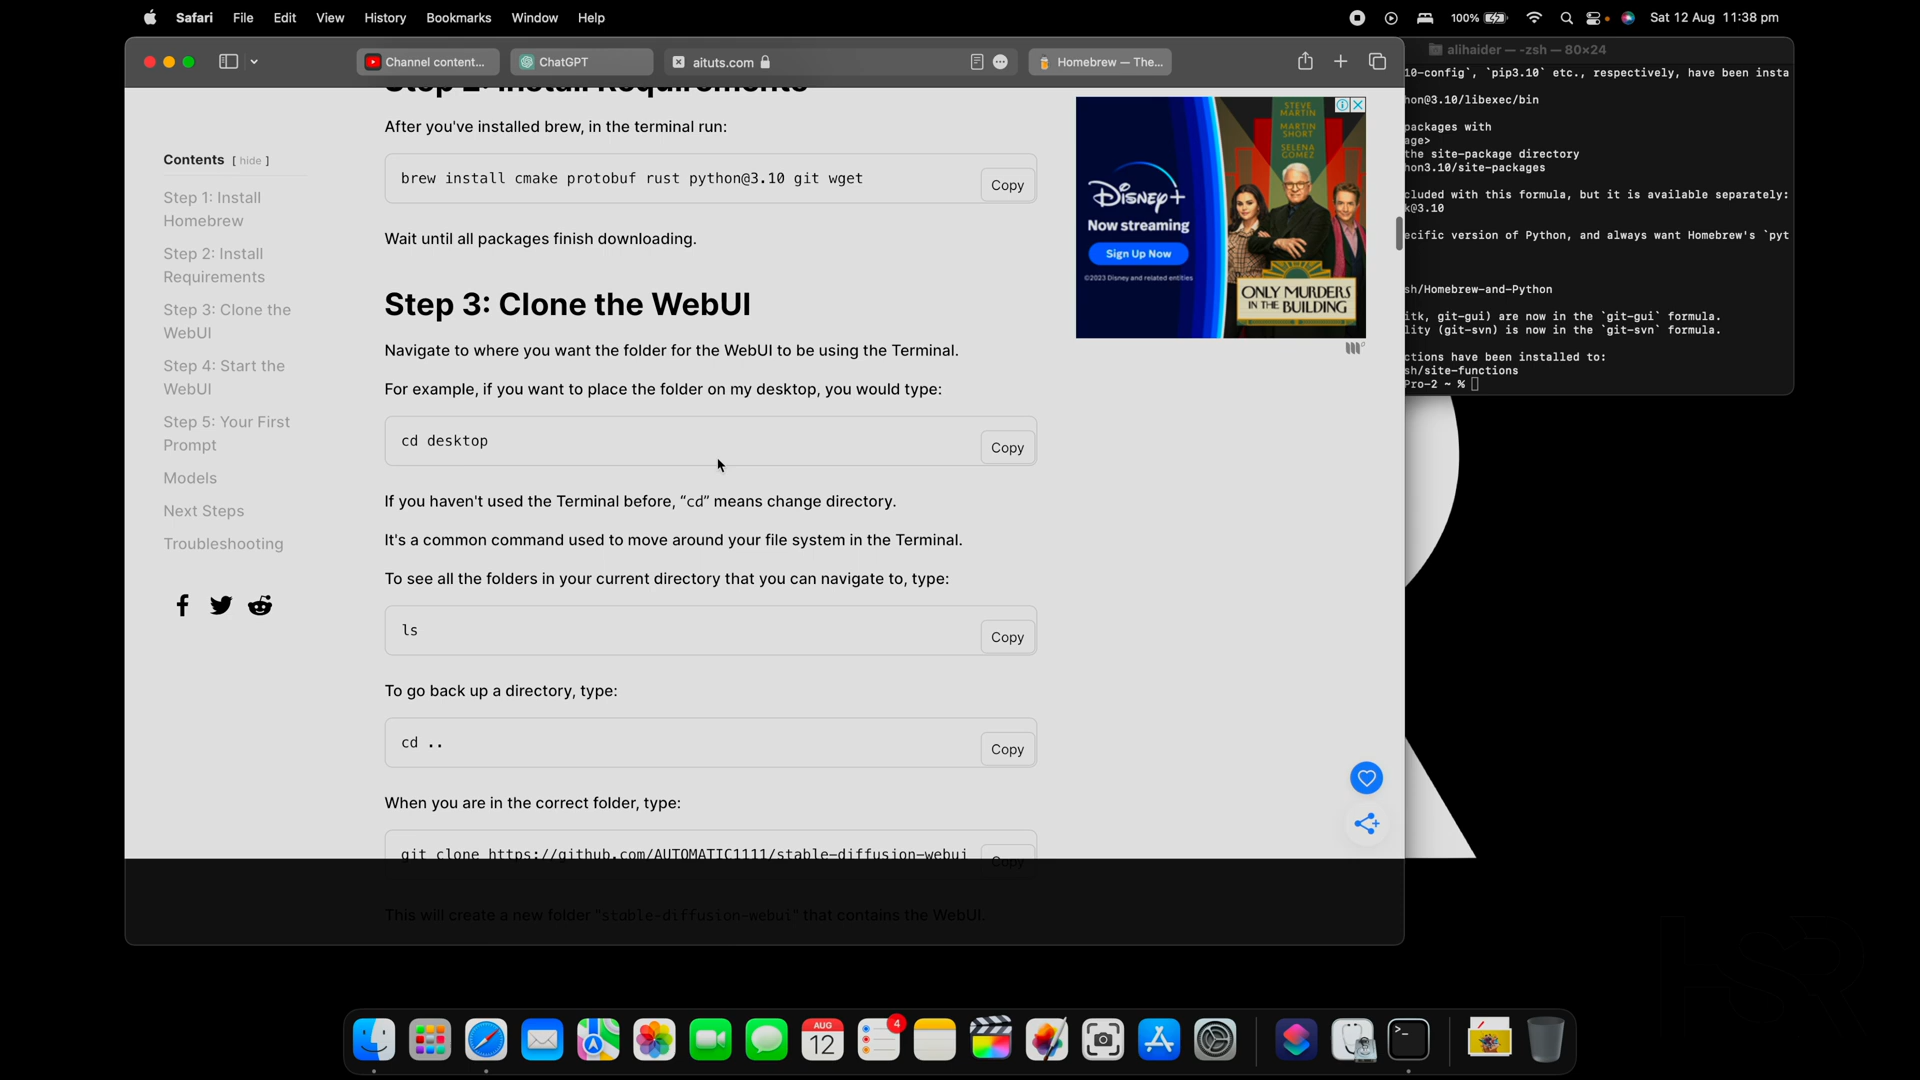 Safari File Edit View History Bookmarks Window Help
100% Sat 12 Aug 11:38 pm
Channel content...
ChatGPT
aituts.com
Homebrew — The...
alihaider — -zsh — 80×24
Step 2: Install Requirements
After you've installed brew, in the terminal run:
brew install cmake protobuf rust python@3.10 git wget
Copy
Wait until all packages finish downloading.
Step 3: Clone the WebUI
Navigate to where you want the folder for the WebUI to be using the Terminal.
For example, if you want to place the folder on my desktop, you would type:
cd desktop
Copy
If you haven't used the Terminal before, “cd” means change directory.
It's a common command used to move around your file system in the Terminal.
To see all the folders in your current directory that you can navigate to, type:
ls
Copy
To go back up a directory, type:
cd ..
Copy
When you are in the correct folder, type:
git clone https://github.com/AUTOMATIC1111/stable-diffusion-webui
Copy
This will create a new folder “stable-diffusion-webui” that contains the WebUI.
Contents [ hide ]
Step 1: Install
Homebrew
Step 2: Install
Requirements
Step 3: Clone the
WebUI
Step 4: Start the
WebUI
Step 5: Your First
Prompt
Models
Next Steps
Troubleshooting
Disney+
Now streaming
Sign Up Now
©2023 Disney and related entities
STEVE
MARTIN
MARTIN
SHORT
SELENA
GOMEZ
ONLY MURDERS
IN THE BUILDING
10-config`, `pip3.10` etc., respectively, have been insta
hon@3.10/libexec/bin
packages with
age>
the site-package directory
hon3.10/site-packages
cluded with this formula, but it is available separately:
k@3.10
ecific version of Python, and always want Homebrew's `pyt
sh/Homebrew-and-Python
itk, git-gui) are now in the `git-gui` formula.
lity (git-svn) is now in the `git-svn` formula.
ctions have been installed to:
sh/site-functions
Pro-2 ~ %
AUG
12
4